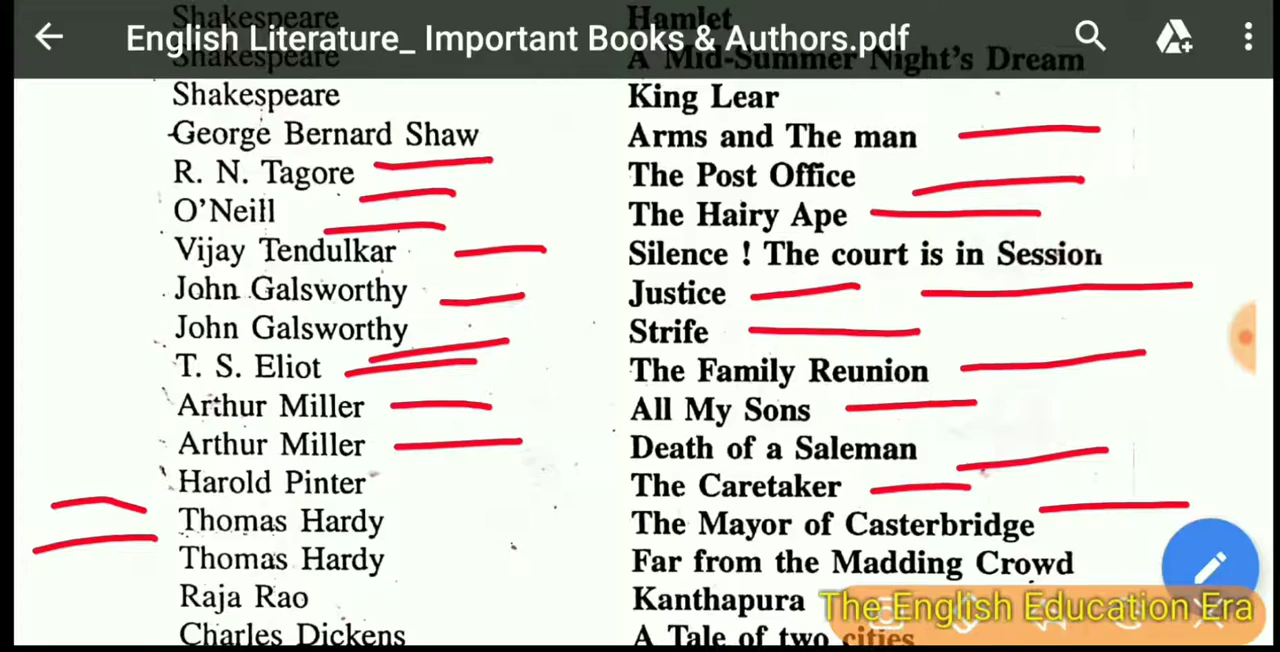 Shakespeare Hamlet
English Literature_ Important Books & Authors.pdf
Shakespeare A Mid-Summer Night's Dream
Shakespeare King Lear
George Bernard Shaw Arms and The man
R. N. Tagore The Post Office
O'Neill The Hairy Ape
Vijay Tendulkar Silence ! The court is in Session
John Galsworthy Justice
John Galsworthy Strife
T. S. Eliot The Family Reunion
Arthur Miller All My Sons
Arthur Miller Death of a Saleman
Harold Pinter The Caretaker
Thomas Hardy The Mayor of Casterbridge
Thomas Hardy Far from the Madding Crowd
Raja Rao Kanthapura
The English Education Era
Charles Dickens A Tale of two cities